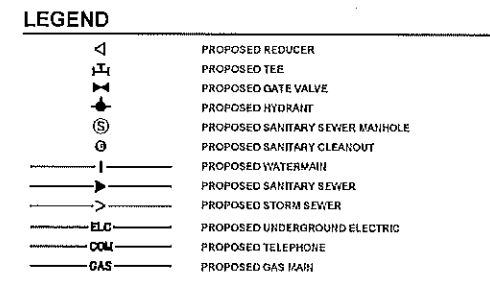 LEGEND
PROPOSED REDUCER
PROPOSED TEE
PROPOSED GATE VALVE
PROPOSED HYDRANT
S PROPOSED SANITARY SEWER MANHOLE
PROPOSED SANITARY CLEANOUT
PROPOSED WATERMAIN
PROPOSED SANITARY SEWER
PROPOSED STORM SEWER
ELC PROPOSED UNDERGROUND ELECTRIC
COM PROPOSED TELEPHONE
GAS PROPOSED GAS MAIN